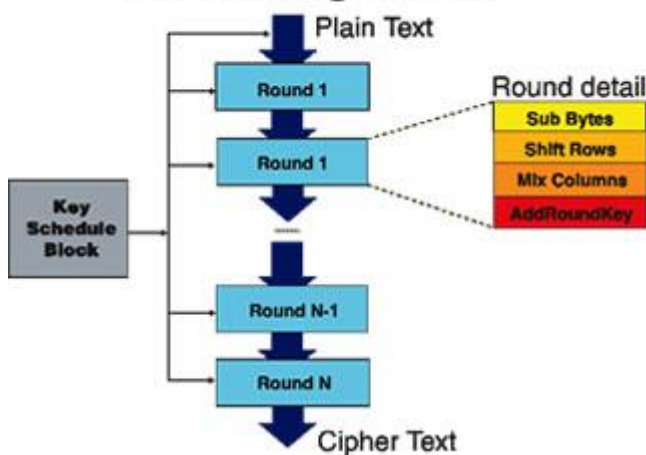 Plain Text
Round 1
Round detail
Sub Bytes
Shift Rows
Mix Columns
AddRoundKey
Round 1
Key
Schedule
Block
Round N-1
Round N
Cipher Text